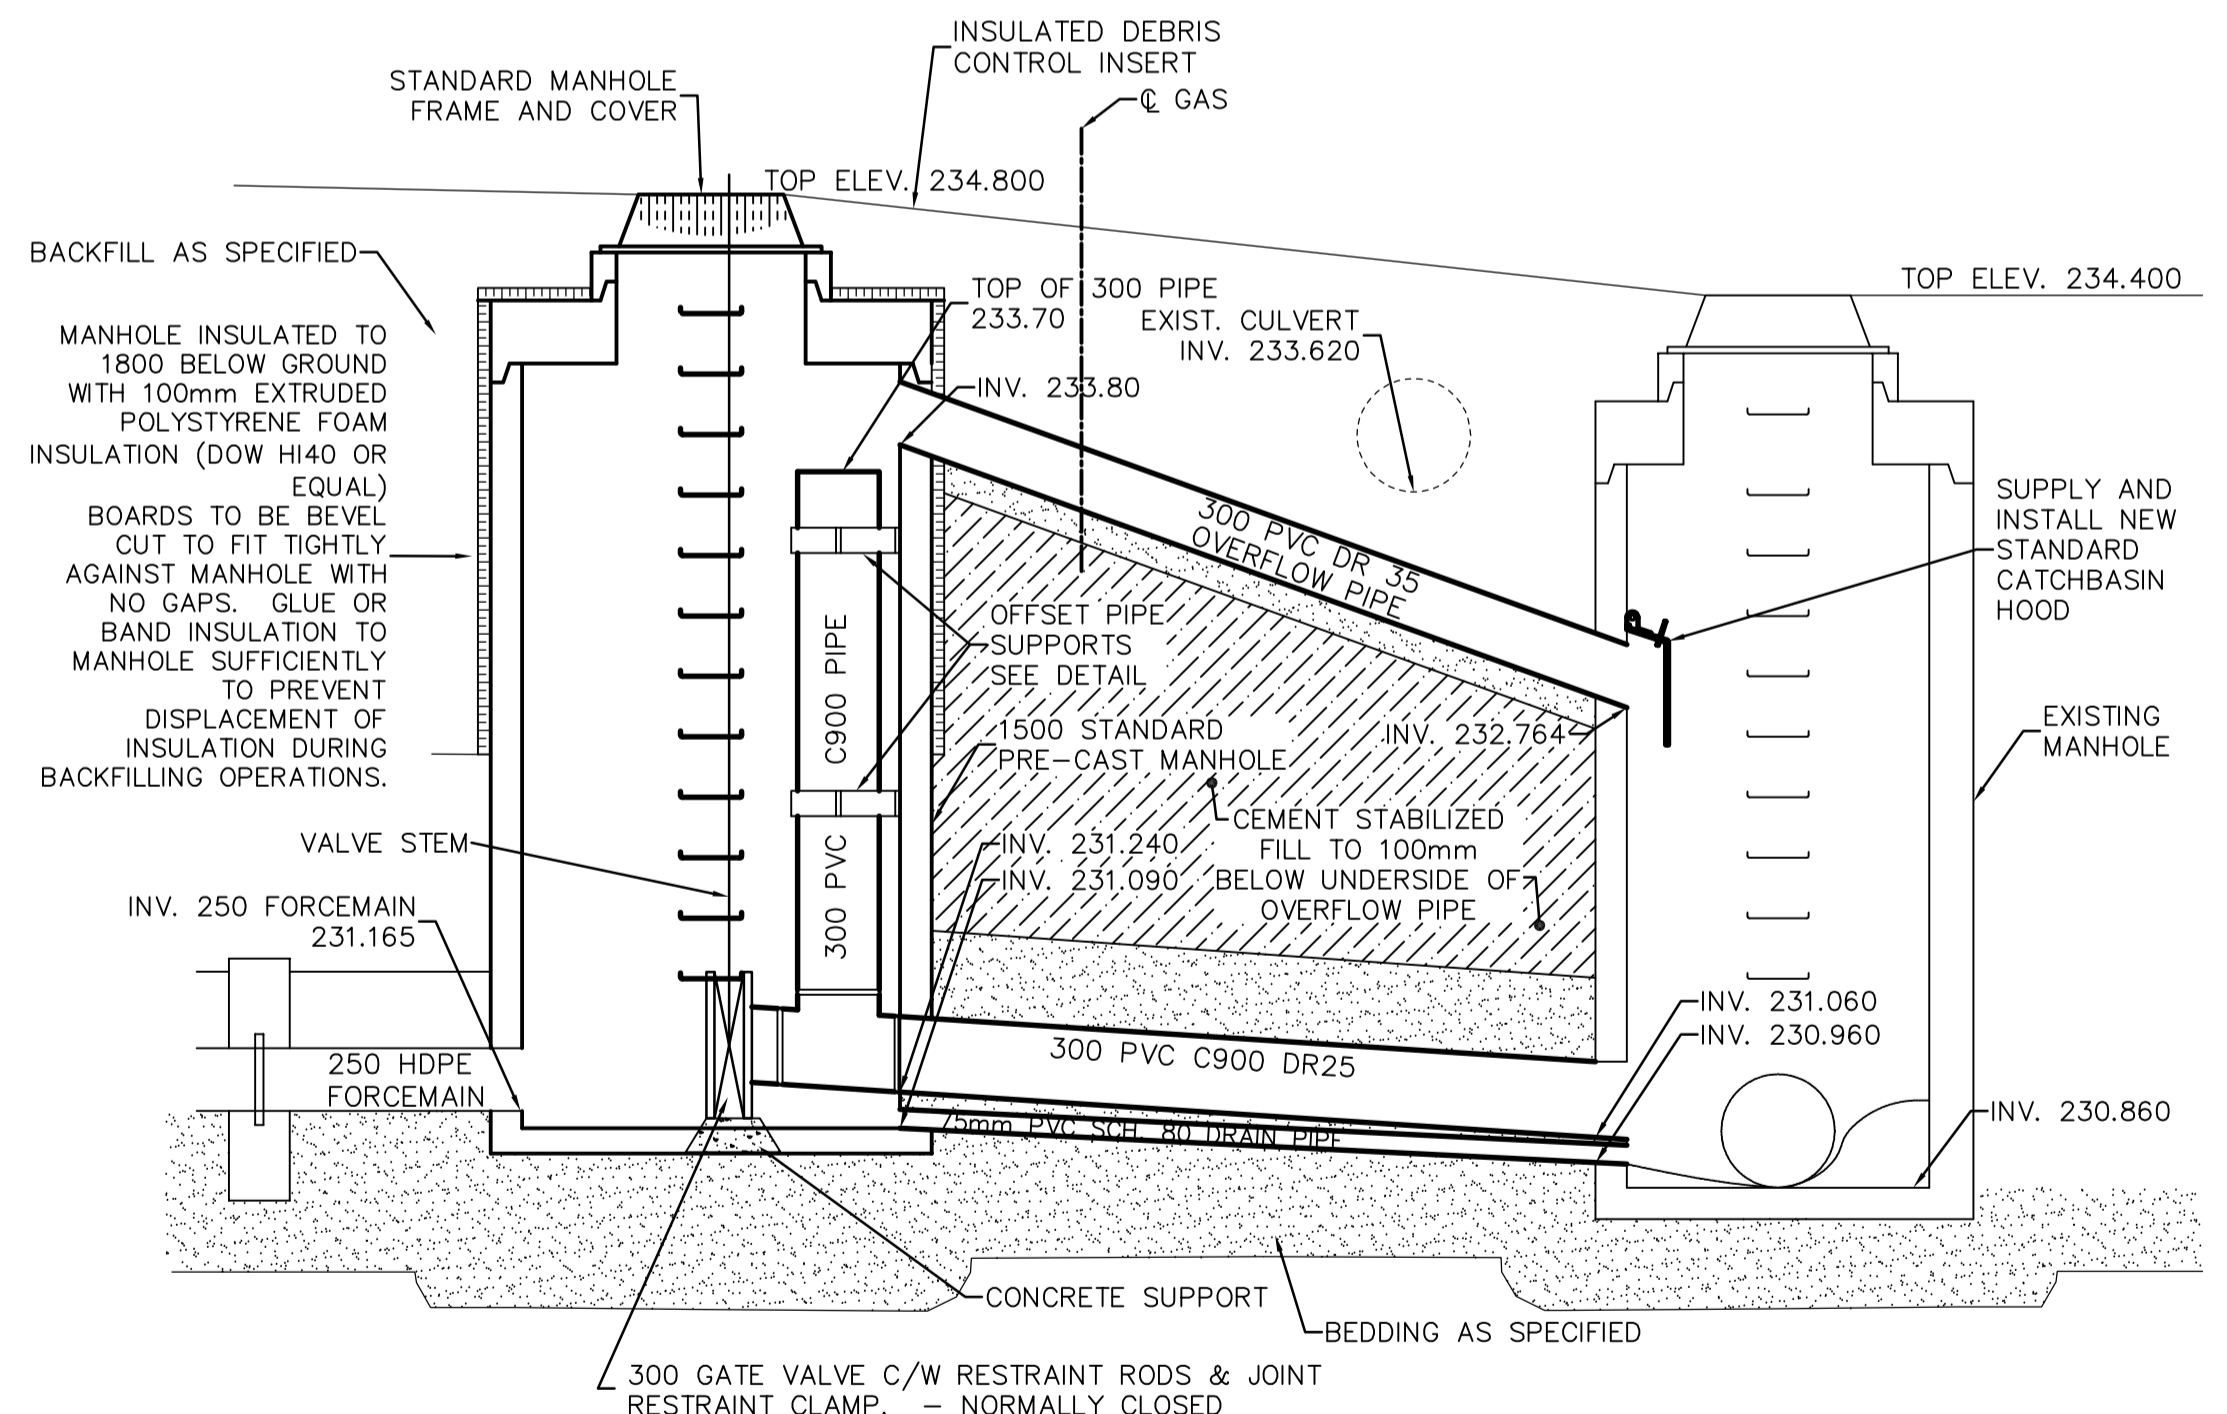 INSULATED DEBRIS
CONTROL INSERT
STANDARD MANHOLE
FRAME AND COVER
℄ GAS
TOP ELEV. 234.800
BACKFILL AS SPECIFIED
TOP ELEV. 234.400
TOP OF 300 PIPE
233.70
EXIST. CULVERT
INV. 233.620
MANHOLE INSULATED TO
1800 BELOW GROUND
WITH 100mm EXTRUDED
POLYSTYRENE FOAM
INSULATION (DOW HI40 OR
EQUAL)
BOARDS TO BE BEVEL
CUT TO FIT TIGHTLY
AGAINST MANHOLE WITH
NO GAPS. GLUE OR
BAND INSULATION TO
MANHOLE SUFFICIENTLY
TO PREVENT
DISPLACEMENT OF
INSULATION DURING
BACKFILLING OPERATIONS.
INV. 233.80
300 PVC DR 35
OVERFLOW PIPE
SUPPLY AND
INSTALL NEW
STANDARD
CATCHBASIN
HOOD
OFFSET PIPE
SUPPORTS
SEE DETAIL
300 PVC C900 PIPE
1500 STANDARD
PRE-CAST MANHOLE
INV. 232.764
EXISTING
MANHOLE
CEMENT STABILIZED
FILL TO 100mm
BELOW UNDERSIDE OF
OVERFLOW PIPE
VALVE STEM
INV. 231.240
INV. 231.090
INV. 250 FORCEMAIN
231.165
INV. 231.060
INV. 230.960
250 HDPE
FORCEMAIN
300 PVC C900 DR25
INV. 230.860
5mm PVC SCH. 80 DRAIN PIPE
CONCRETE SUPPORT
BEDDING AS SPECIFIED
300 GATE VALVE C/W RESTRAINT RODS & JOINT
RESTRAINT CLAMP. - NORMALLY CLOSED